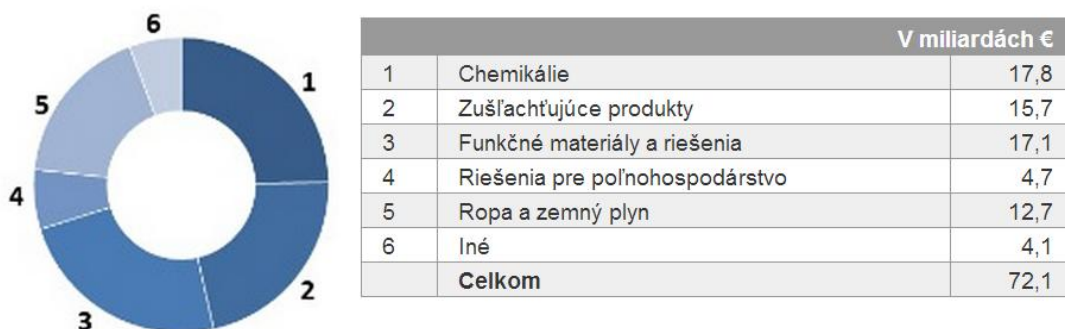 6
1
5
4
2
3
V miliardách €
1 Chemikálie 17,8
2 Zušľachťujúce produkty 15,7
3 Funkčné materiály a riešenia 17,1
4 Riešenia pre poľnohospodárstvo 4,7
5 Ropa a zemný plyn 12,7
6 Iné 4,1
Celkom 72,1